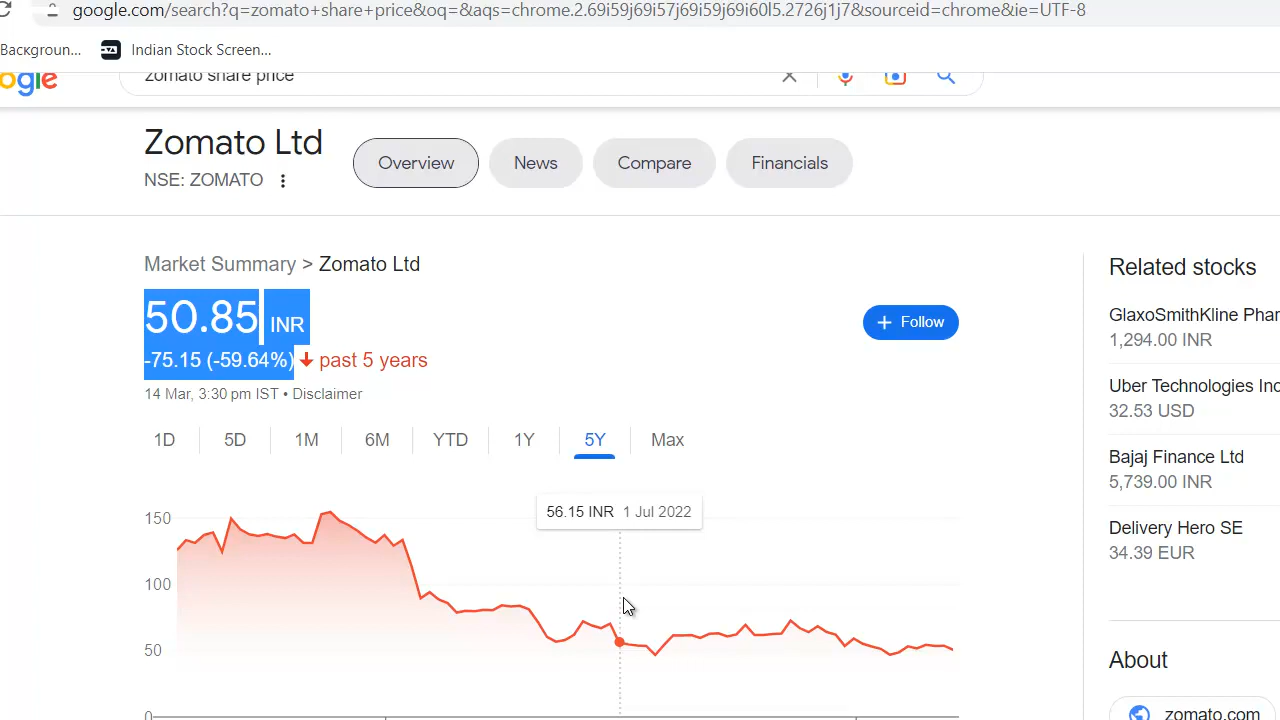 google.com/search?q=zomato+share+price&oq=&aqs=chrome.2.69i59j69i57j69i59j69i60l5.2726j1j7&sourceid=chrome&ie=UTF-8
Backgroun... Indian Stock Screen...
ogle zomato share price
Zomato Ltd
NSE: ZOMATO
Overview News Compare Financials
Market Summary > Zomato Ltd
50.85 INR
-75.15 (-59.64%) past 5 years
14 Mar, 3:30 pm IST • Disclaimer
+ Follow
1D 5D 1M 6M YTD 1Y 5Y Max
56.15 INR 1 Jul 2022
150
100
50
0
Related stocks
GlaxoSmithKline Phar
1,294.00 INR
Uber Technologies Inc
32.53 USD
Bajaj Finance Ltd
5,739.00 INR
Delivery Hero SE
34.39 EUR
About
zomato.com